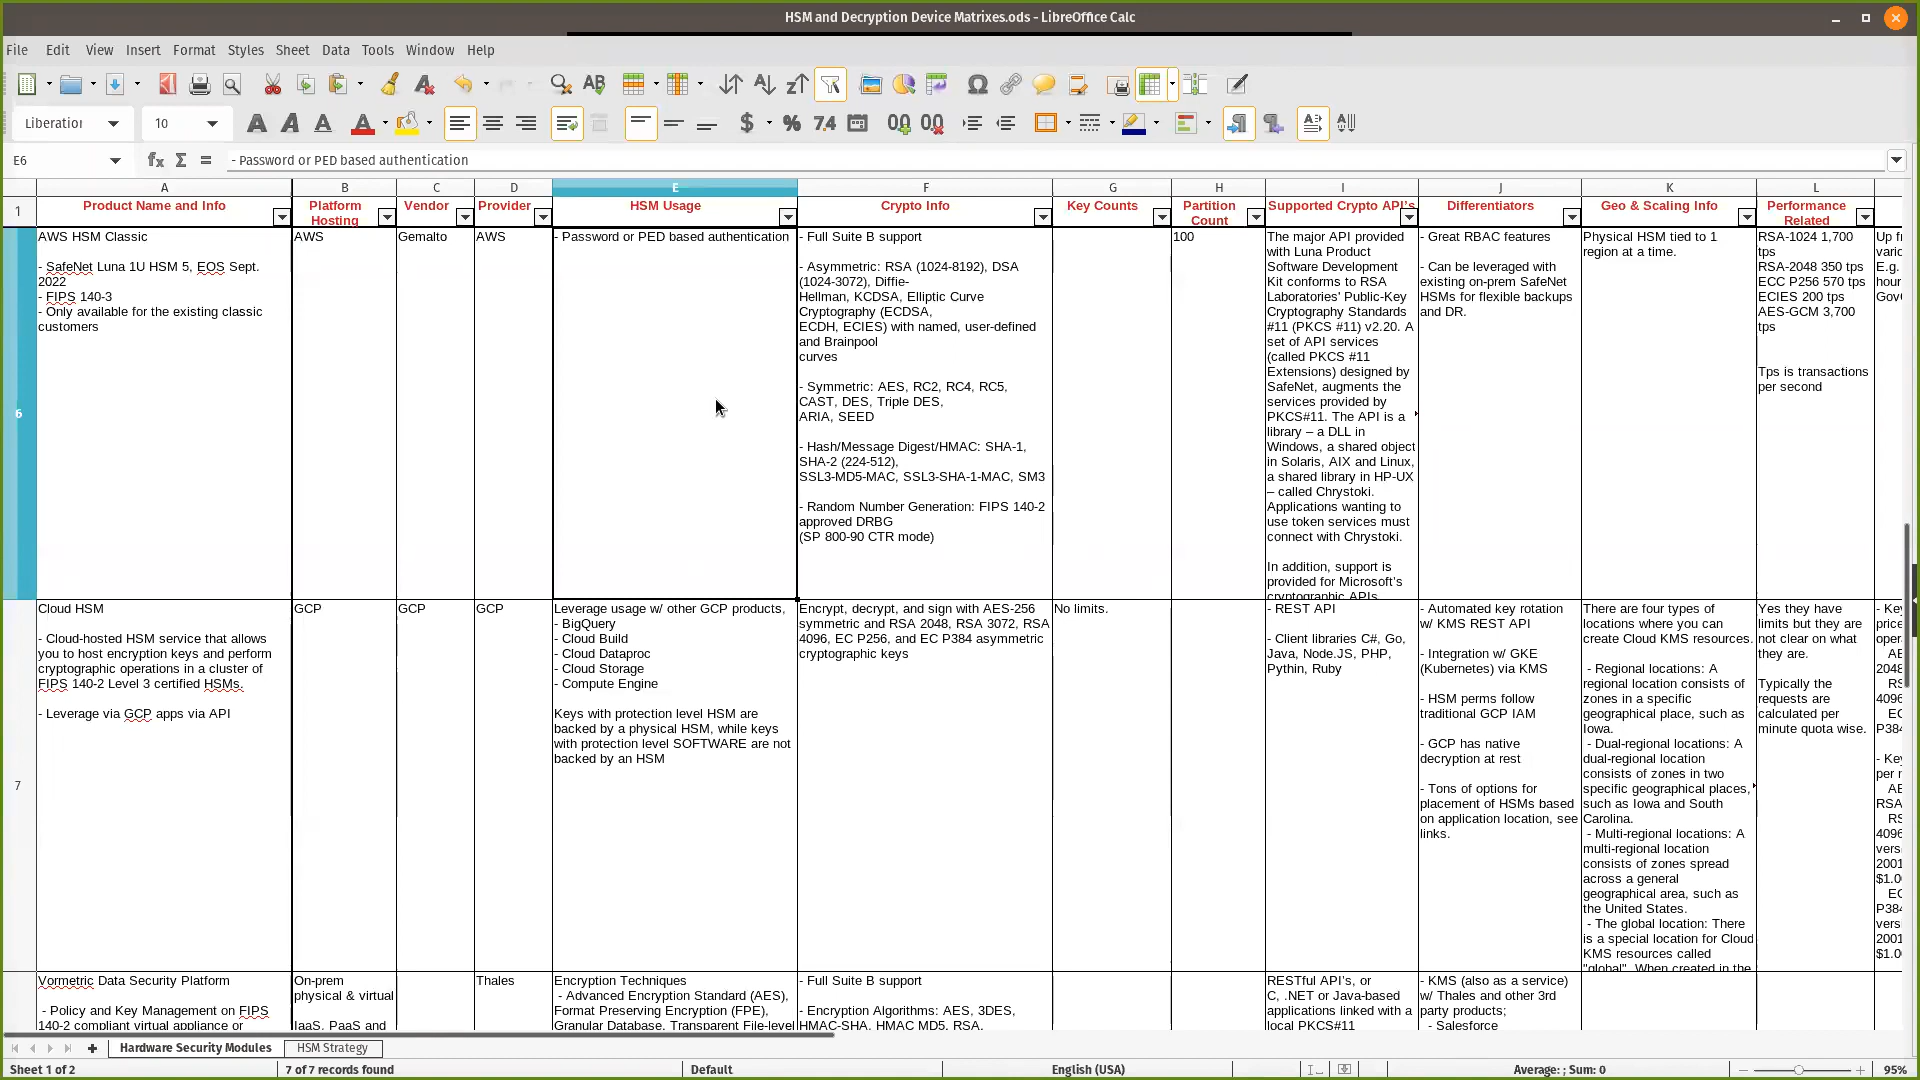 HSM and Decryption Device Matrixes.ods - LibreOffice Calc
File Edit View Insert Format Styles Sheet Data Tools Window Help
Liberation 10
E6 - Password or PED based authentication
A B C D E F G H I J K L
1 Product Name and Info Platform Hosting Vendor Provider HSM Usage Crypto Info Key Counts Partition Count Supported Crypto API's Differentiators Geo & Scaling Info Performance Related
6
AWS HSM Classic
- SafeNet Luna 1U HSM 5, EOS Sept.
2022
- FIPS 140-3
- Only available for the existing classic
customers
AWS
Gemalto
AWS
- Password or PED based authentication
- Full Suite B support
- Asymmetric: RSA (1024-8192), DSA
(1024-3072), Diffie-
Hellman, KCDSA, Elliptic Curve
Cryptography (ECDSA,
ECDH, ECIES) with named, user-defined
and Brainpool
curves
- Symmetric: AES, RC2, RC4, RC5,
CAST, DES, Triple DES,
ARIA, SEED
- Hash/Message Digest/HMAC: SHA-1,
SHA-2 (224-512),
SSL3-MD5-MAC, SSL3-SHA-1-MAC, SM3
- Random Number Generation: FIPS 140-2
approved DRBG
(SP 800-90 CTR mode)
100
The major API provided
with Luna Product
Software Development
Kit conforms to RSA
Laboratories' Public-Key
Cryptography Standards
#11 (PKCS #11) v2.20. A
set of API services
(called PKCS #11
Extensions) designed by
SafeNet, augments the
services provided by
PKCS#11. The API is a
library – a DLL in
Windows, a shared object
in Solaris, AIX and Linux,
a shared library in HP-UX
– called Chrystoki.
Applications wanting to
use token services must
connect with Chrystoki.
In addition, support is
provided for Microsoft's
cryptographic APIs
- Great RBAC features
- Can be leveraged with
existing on-prem SafeNet
HSMs for flexible backups
and DR.
Physical HSM tied to 1
region at a time.
RSA-1024 1,700
tps
RSA-2048 350 tps
ECC P256 570 tps
ECIES 200 tps
AES-GCM 3,700
tps
Tps is transactions
per second
7
Cloud HSM
- Cloud-hosted HSM service that allows
you to host encryption keys and perform
cryptographic operations in a cluster of
FIPS 140-2 Level 3 certified HSMs.
- Leverage via GCP apps via API
GCP
GCP
GCP
Leverage usage w/ other GCP products,
- BigQuery
- Cloud Build
- Cloud Dataproc
- Cloud Storage
- Compute Engine
Keys with protection level HSM are
backed by a physical HSM, while keys
with protection level SOFTWARE are not
backed by an HSM
Encrypt, decrypt, and sign with AES-256
symmetric and RSA 2048, RSA 3072, RSA
4096, EC P256, and EC P384 asymmetric
cryptographic keys
No limits.
- REST API
- Client libraries C#, Go,
Java, Node.JS, PHP,
Pythin, Ruby
- Automated key rotation
w/ KMS REST API
- Integration w/ GKE
(Kubernetes) via KMS
- HSM perms follow
traditional GCP IAM
- GCP has native
decryption at rest
- Tons of options for
placement of HSMs based
on application location, see
links.
There are four types of
locations where you can
create Cloud KMS resources.
- Regional locations: A
regional location consists of
zones in a specific
geographical place, such as
Iowa.
- Dual-regional locations: A
dual-regional location
consists of zones in two
specific geographical places,
such as Iowa and South
Carolina.
- Multi-regional locations: A
multi-regional location
consists of zones spread
across a general
geographical area, such as
the United States.
- The global location: There
is a special location for Cloud
KMS resources called
"global". When created in the
Yes they have
limits but they are
not clear on what
they are.
Typically the
requests are
calculated per
minute quota wise.
Vormetric Data Security Platform
- Policy and Key Management on FIPS
140-2 compliant virtual appliance or
On-prem
physical & virtual
IaaS, PaaS and
Thales
Encryption Techniques
- Advanced Encryption Standard (AES),
Format Preserving Encryption (FPE),
Granular Database, Transparent File-level
- Full Suite B support
- Encryption Algorithms: AES, 3DES,
HMAC-SHA, HMAC MD5, RSA,
RESTful API's, or
C, .NET or Java-based
applications linked with a
local PKCS#11
- KMS (also as a service)
w/ Thales and other 3rd
party products;
- Salesforce
Hardware Security Modules HSM Strategy
Sheet 1 of 2 7 of 7 records found Default English (USA) Average: ; Sum: 0 95%